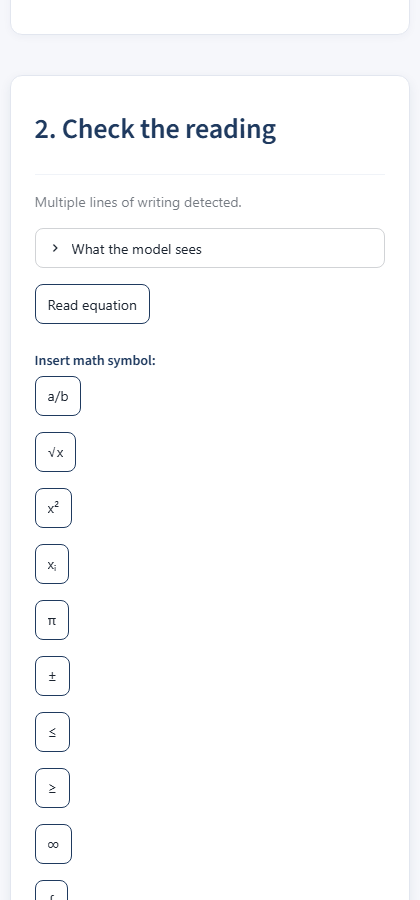 2. Check the reading
Multiple lines of writing detected.
What the model sees
Read equation
Insert math symbol:
a/b
√x
x²
xᵢ
π
±
≤
≥
∞